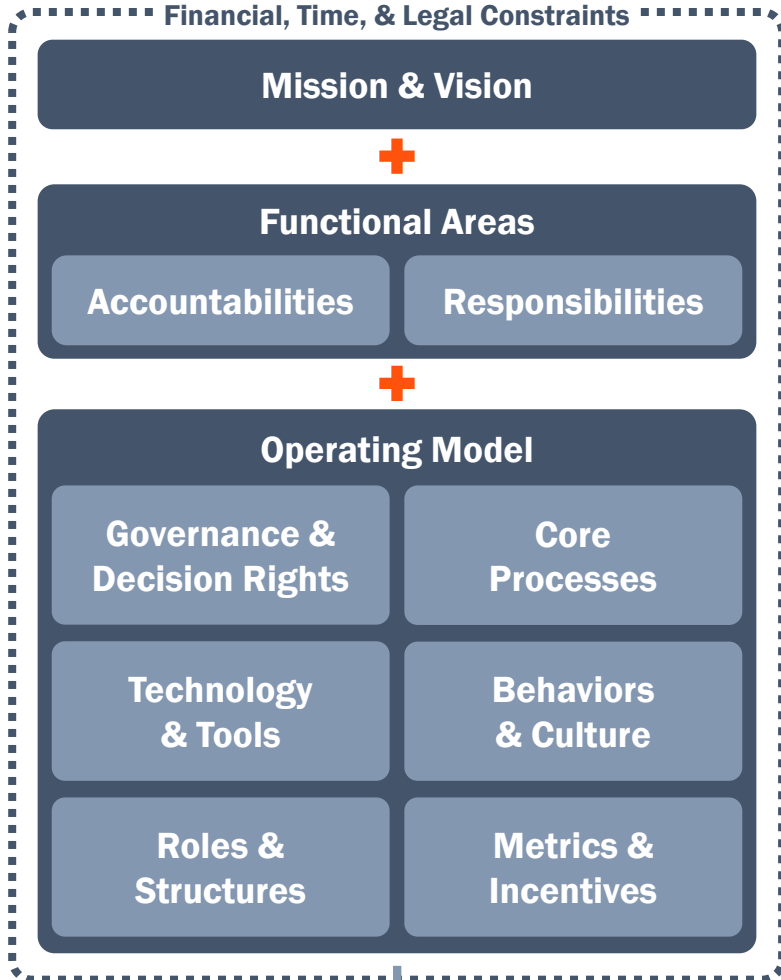 Financial, Time, & Legal Constraints
Mission & Vision
Functional Areas
Accountabilities
Responsibilities
Operating Model
Governance &
Decision Rights
Core
Processes
Technology
& Tools
Behaviors
& Culture
Roles &
Structures
Metrics &
Incentives